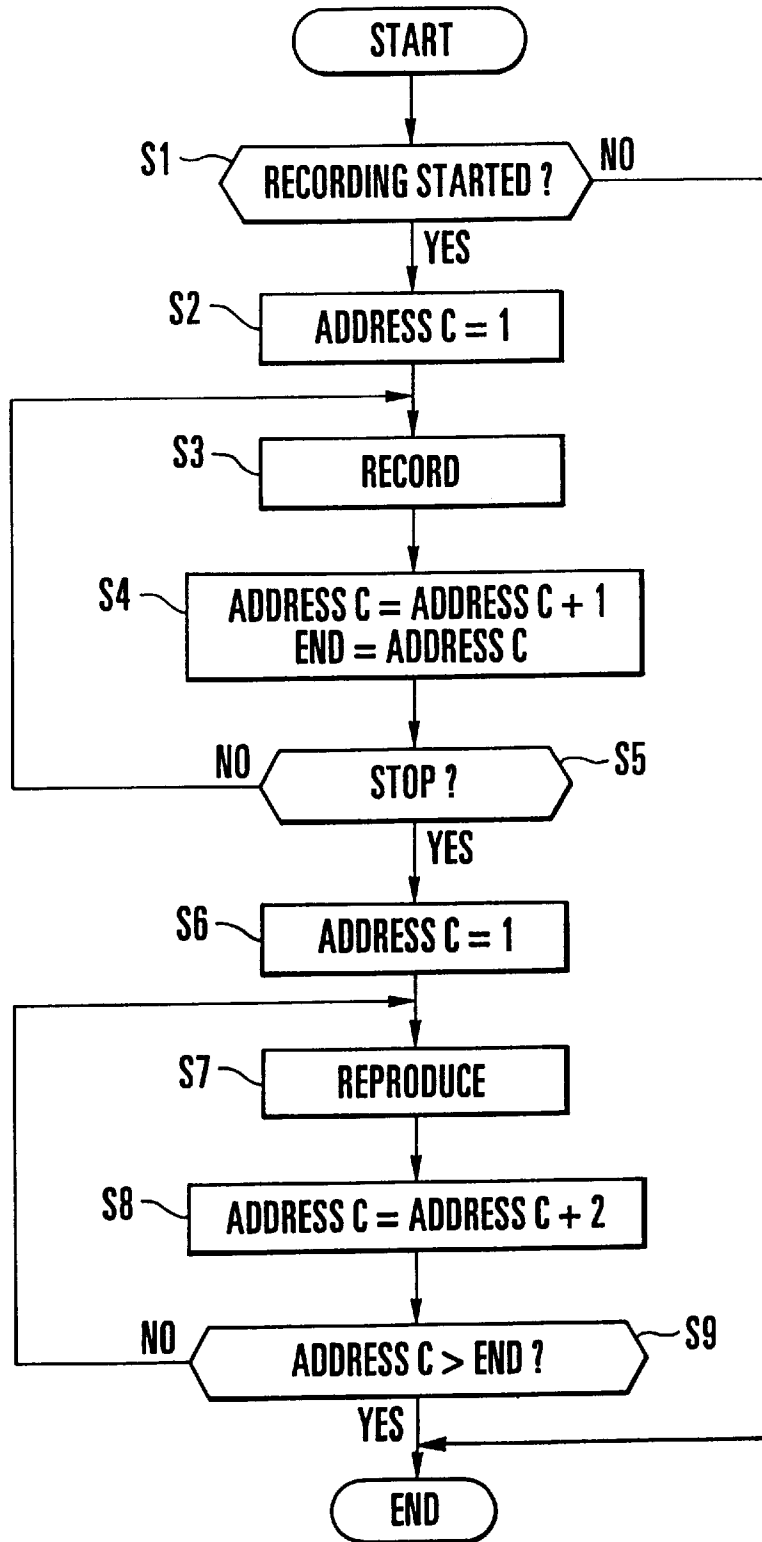 START
S1
RECORDING STARTED ?
NO
YES
S2
ADDRESS C = 1
S3
RECORD
S4
ADDRESS C = ADDRESS C + 1
END = ADDRESS C
NO
STOP ?
S5
YES
S6
ADDRESS C = 1
S7
REPRODUCE
S8
ADDRESS C = ADDRESS C + 2
NO
ADDRESS C > END ?
S9
YES
END